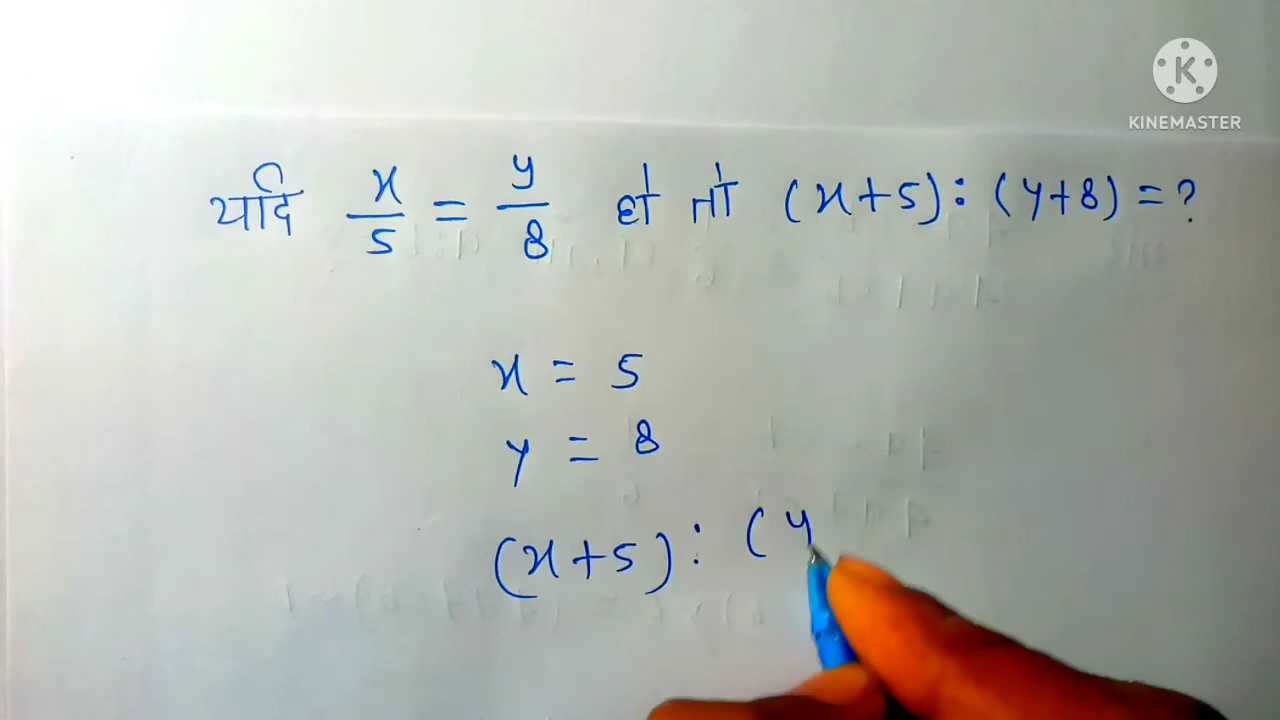 KINEMASTER
यदि x/5 = y/8 हो तो (x+5) : (y+8) = ?
x = 5
y = 8
(x+5) : (y